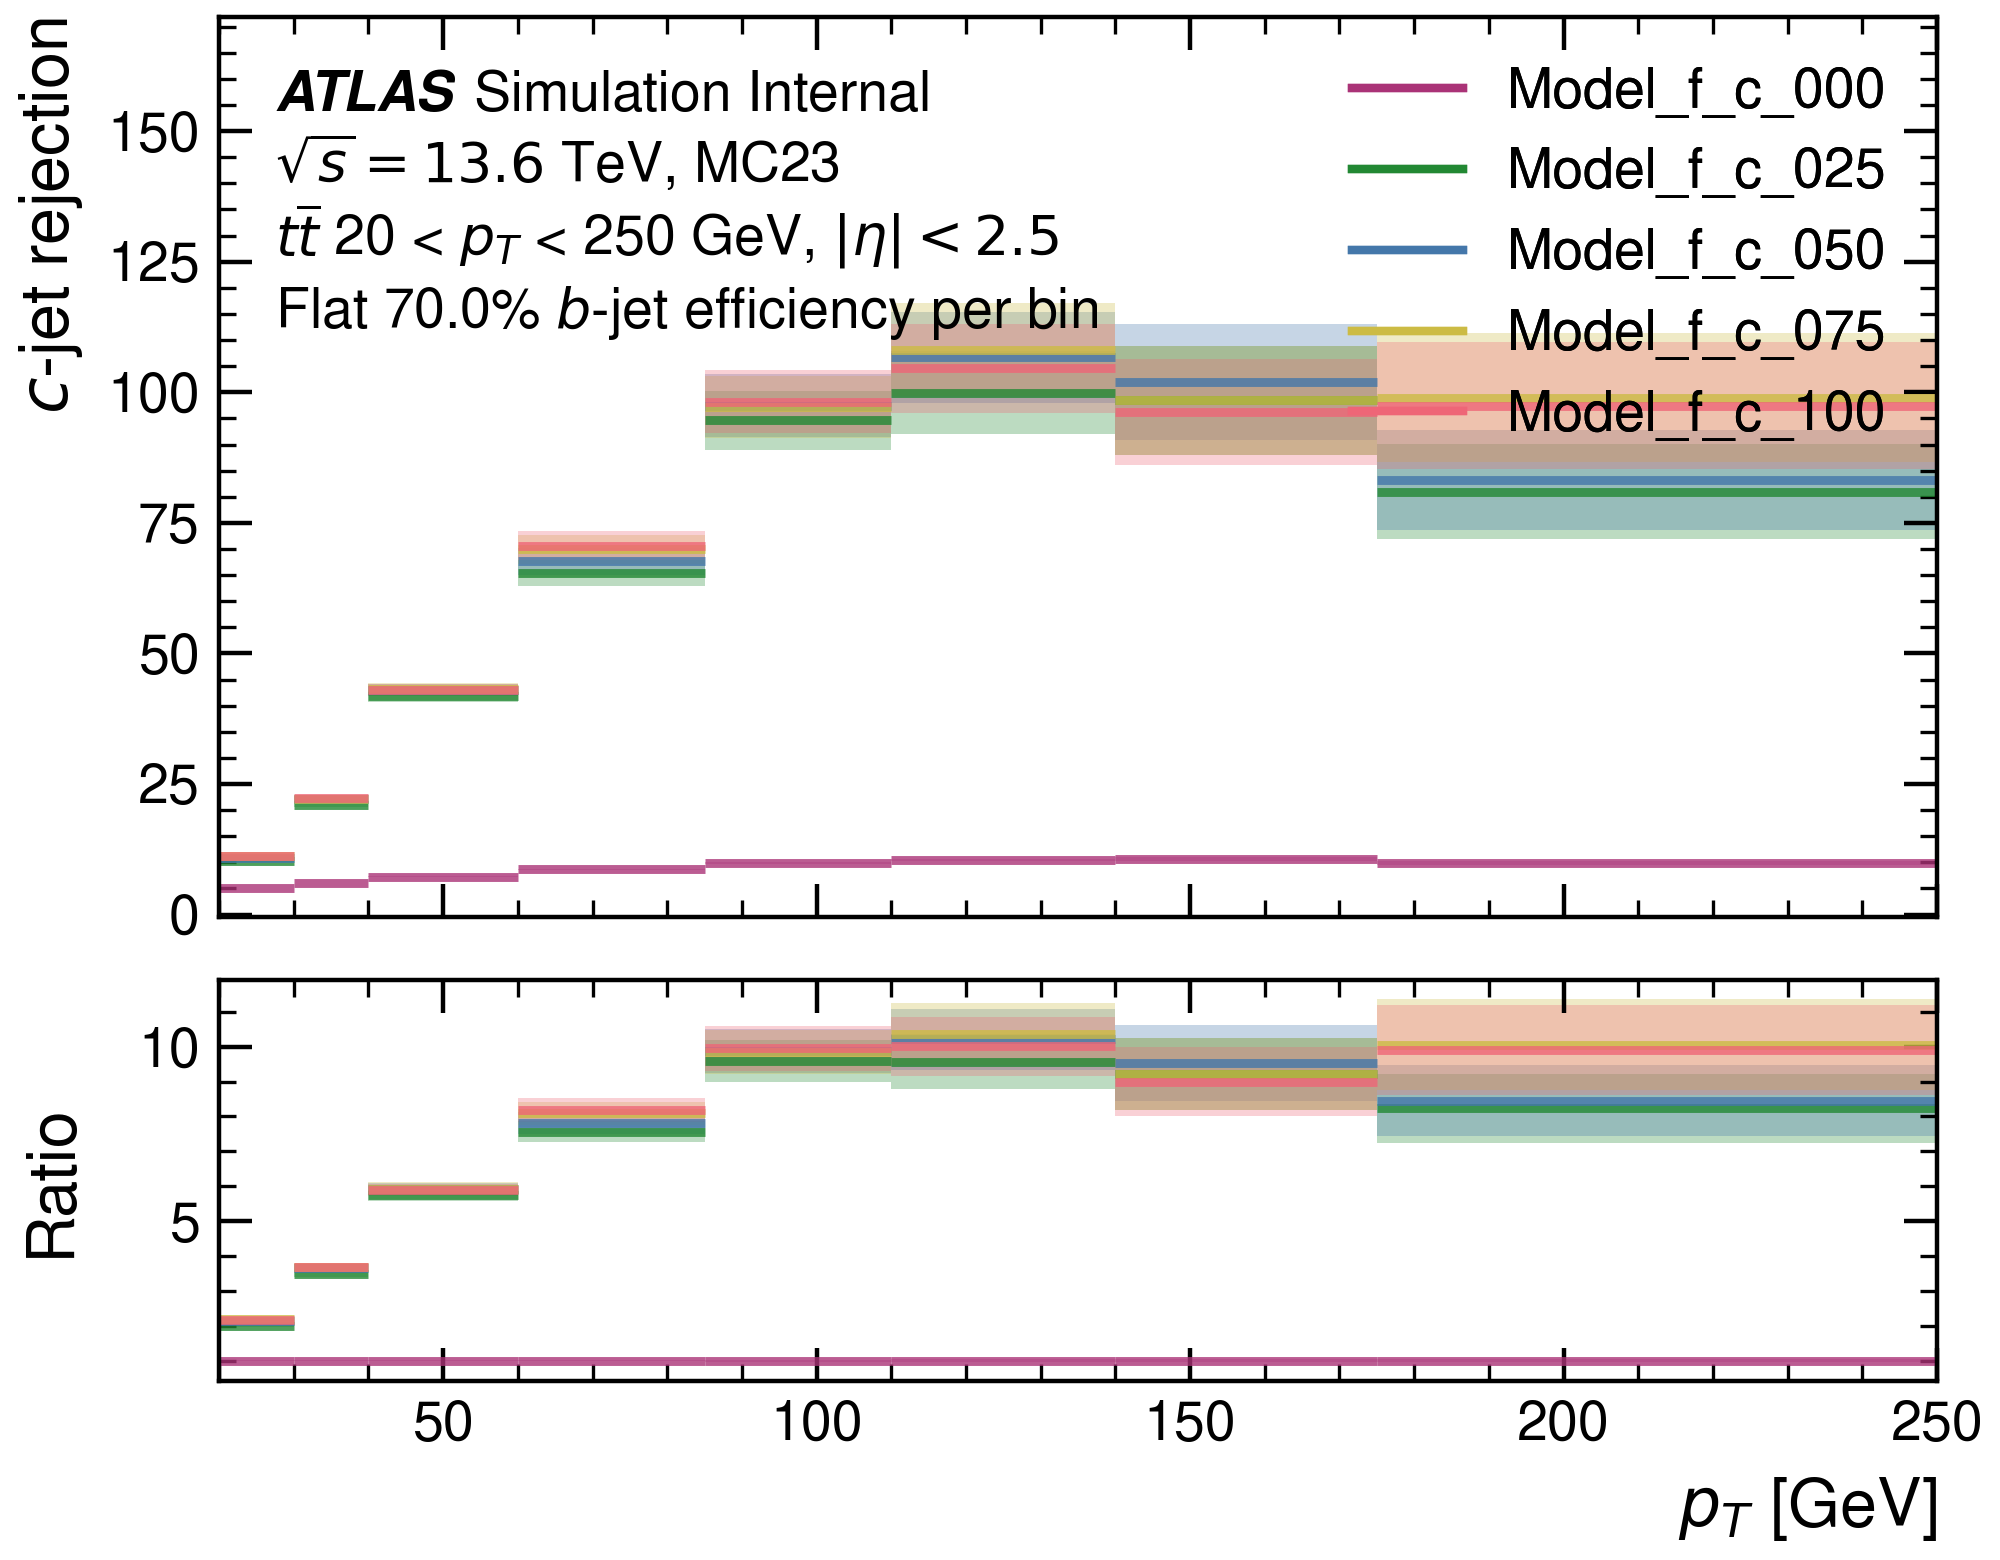 c-jet rejection
150
125
100
75
50
25
0
ATLAS Simulation Internal
√s = 13.6 TeV, MC23
tt̄ 20 < p_T < 250 GeV, |η| < 2.5
Flat 70.0% b-jet efficiency per bin
Model_f_c_000
Model_f_c_025
Model_f_c_050
Model_f_c_075
Model_f_c_100
Ratio
10
5
50 100 150 200 250
p_T [GeV]